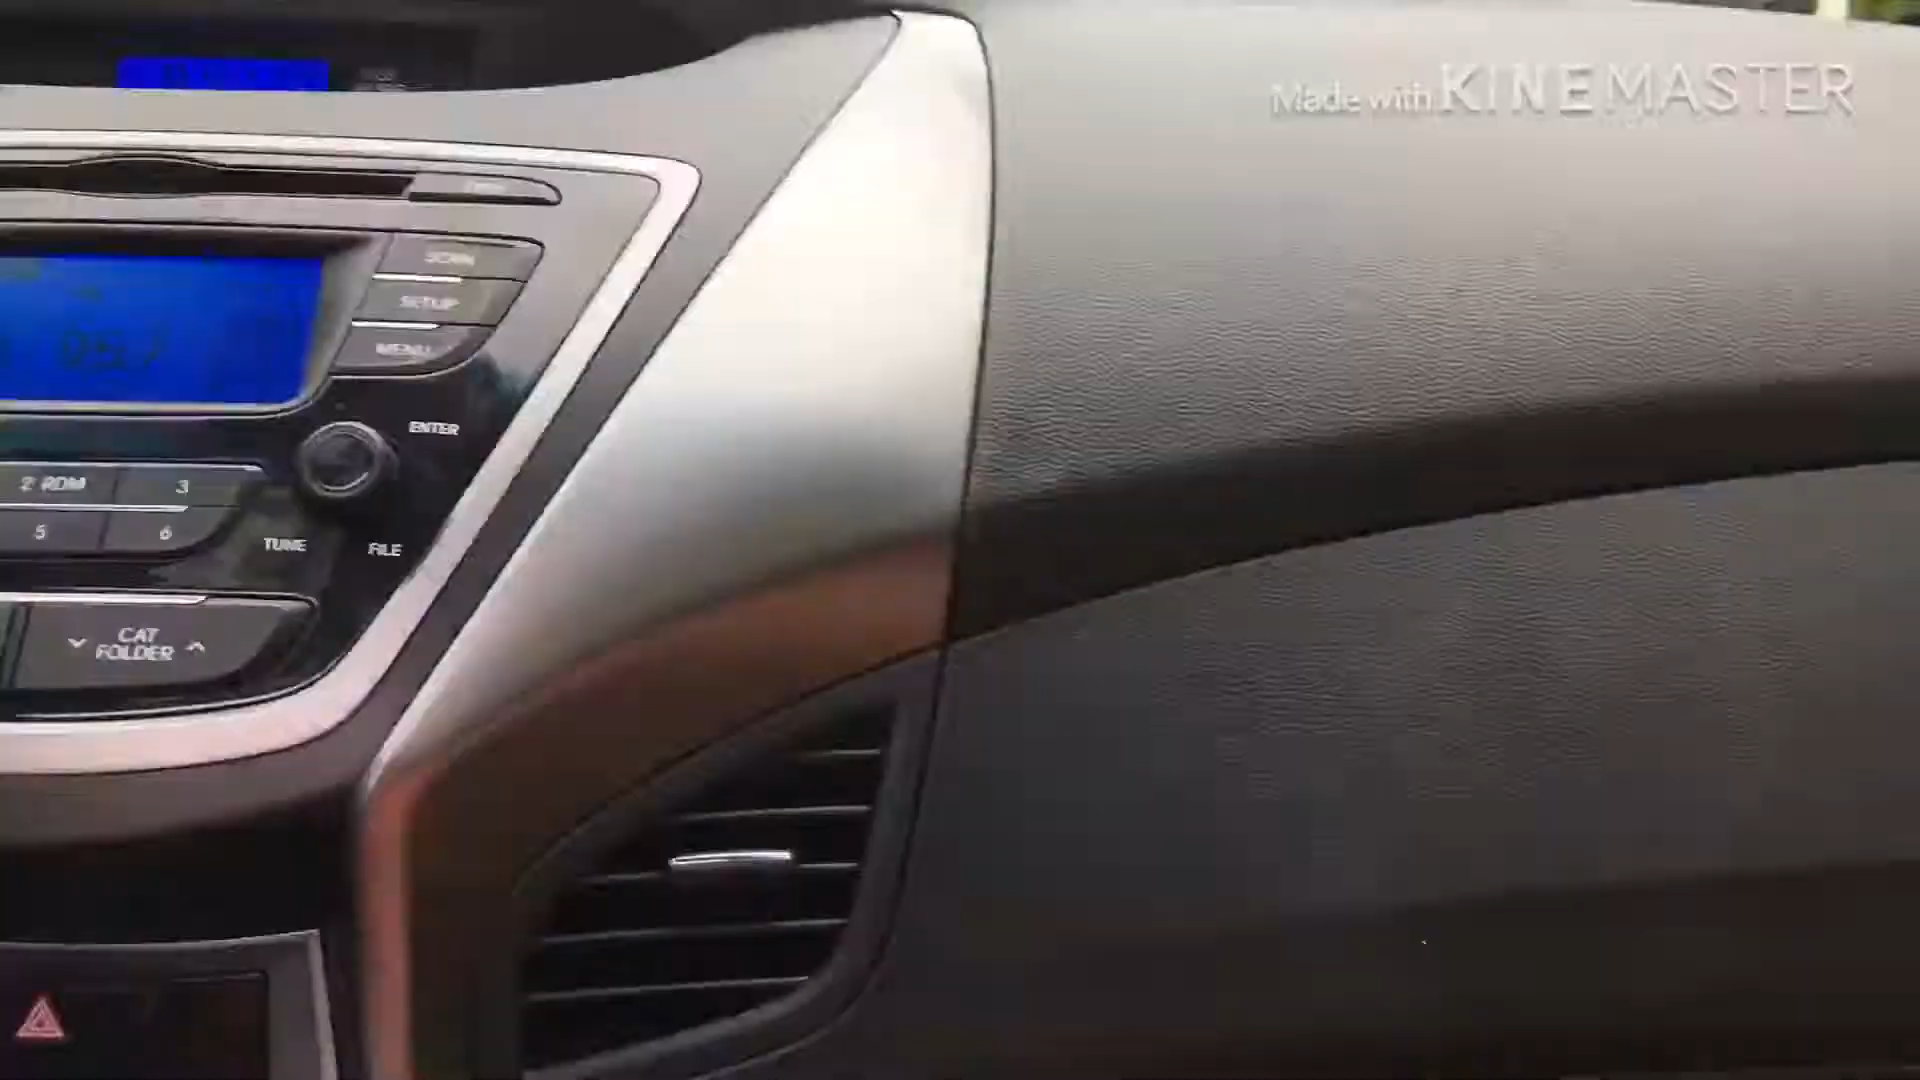 Made with KINEMASTER
SCAN
SETUP
MENU
ENTER
2 RDM
3
5
6
TUNE
FILE
CAT
FOLDER